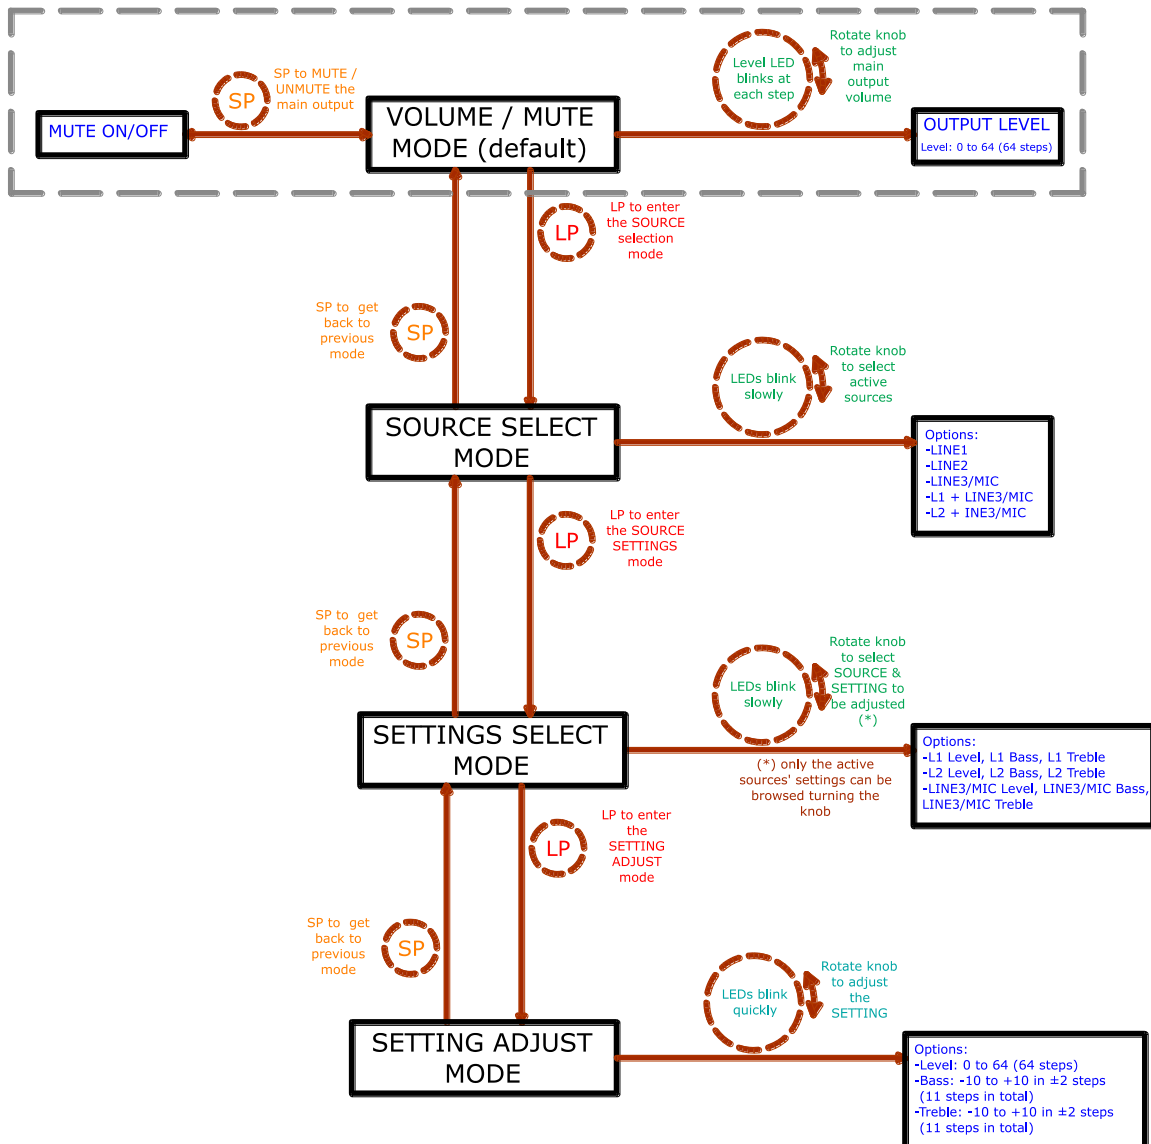 MUTE ON/OFF
SP
SP to MUTE /
UNMUTE the
main output
VOLUME / MUTE
MODE (default)
Level LED
blinks at
each step
Rotate knob
to adjust
main
output
volume
OUTPUT LEVEL
Level: 0 to 64 (64 steps)
LP
LP to enter
the SOURCE
selection
mode
SP to  get
back to
previous
mode
SP
SOURCE SELECT
MODE
LEDs blink
slowly
Rotate knob
to select
active
sources
Options:
-LINE1
-LINE2
-LINE3/MIC
-L1 + LINE3/MIC
-L2 + INE3/MIC
LP
LP to enter
the SOURCE
SETTINGS
mode
SP to  get
back to
previous
mode
SP
SETTINGS SELECT
MODE
LEDs blink
slowly
Rotate knob
to select
SOURCE &
SETTING to
be adjusted
(*)
(*) only the active
sources' settings can be
browsed turning the
knob
Options:
-L1 Level, L1 Bass, L1 Treble
-L2 Level, L2 Bass, L2 Treble
-LINE3/MIC Level, LINE3/MIC Bass,
LINE3/MIC Treble
LP
LP to enter
the
SETTING
ADJUST
mode
SP to  get
back to
previous
mode
SP
SETTING ADJUST
MODE
LEDs blink
quickly
Rotate knob
to adjust
the
SETTING
Options:
-Level: 0 to 64 (64 steps)
-Bass: -10 to +10 in ±2 steps
(11 steps in total)
-Treble: -10 to +10 in ±2 steps
(11 steps in total)